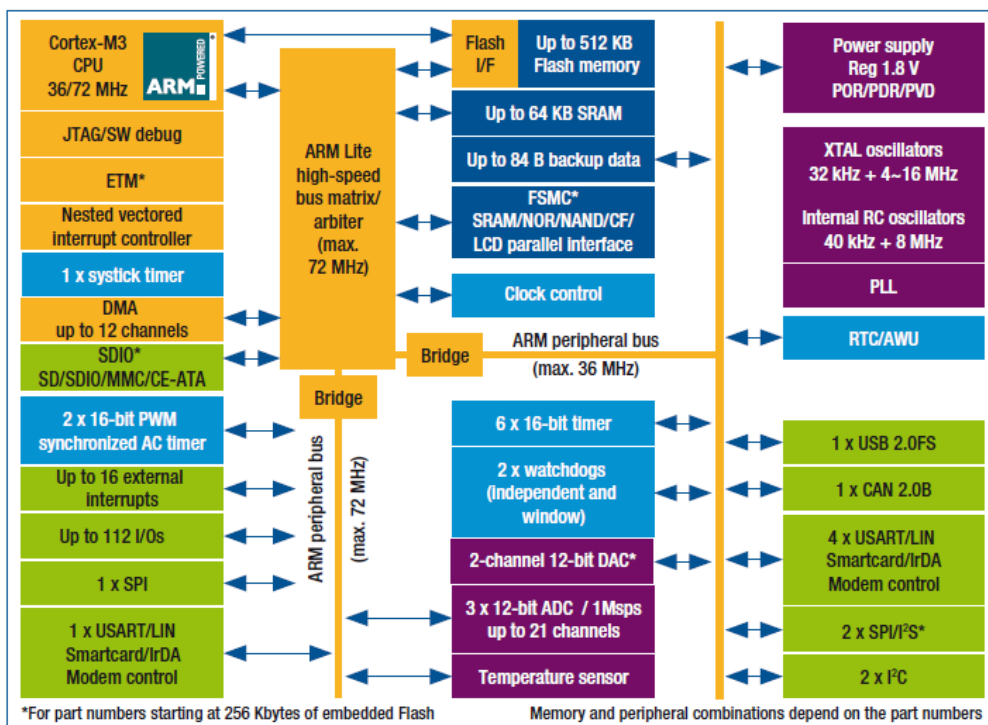 Cortex-M3
CPU
36/72 MHz
ARM POWERED
JTAG/SW debug
ETM*
Nested vectored
interrupt controller
1 x systick timer
DMA
up to 12 channels
SDIO*
SD/SDIO/MMC/CE-ATA
2 x 16-bit PWM
synchronized AC timer
Up to 16 external
interrupts
Up to 112 I/Os
1 x SPI
1 x USART/LIN
Smartcard/IrDA
Modem control
ARM Lite
high-speed
bus matrix/
arbiter
(max.
72 MHz)
Bridge
ARM peripheral bus
(max. 72 MHz)
Bridge
ARM peripheral bus
(max. 36 MHz)
Flash
I/F
Up to 512 KB
Flash memory
Up to 64 KB SRAM
Up to 84 B backup data
FSMC*
SRAM/NOR/NAND/CF/
LCD parallel interface
Clock control
6 x 16-bit timer
2 x watchdogs
(independent and
window)
2-channel 12-bit DAC*
3 x 12-bit ADC / 1Msps
up to 21 channels
Temperature sensor
Power supply
Reg 1.8 V
POR/PDR/PVD
XTAL oscillators
32 kHz + 4~16 MHz
Internal RC oscillators
40 kHz + 8 MHz
PLL
RTC/AWU
1 x USB 2.0FS
1 x CAN 2.0B
4 x USART/LIN
Smartcard/IrDA
Modem control
2 x SPI/I²S*
2 x I²C
*For part numbers starting at 256 Kbytes of embedded Flash
Memory and peripheral combinations depend on the part numbers